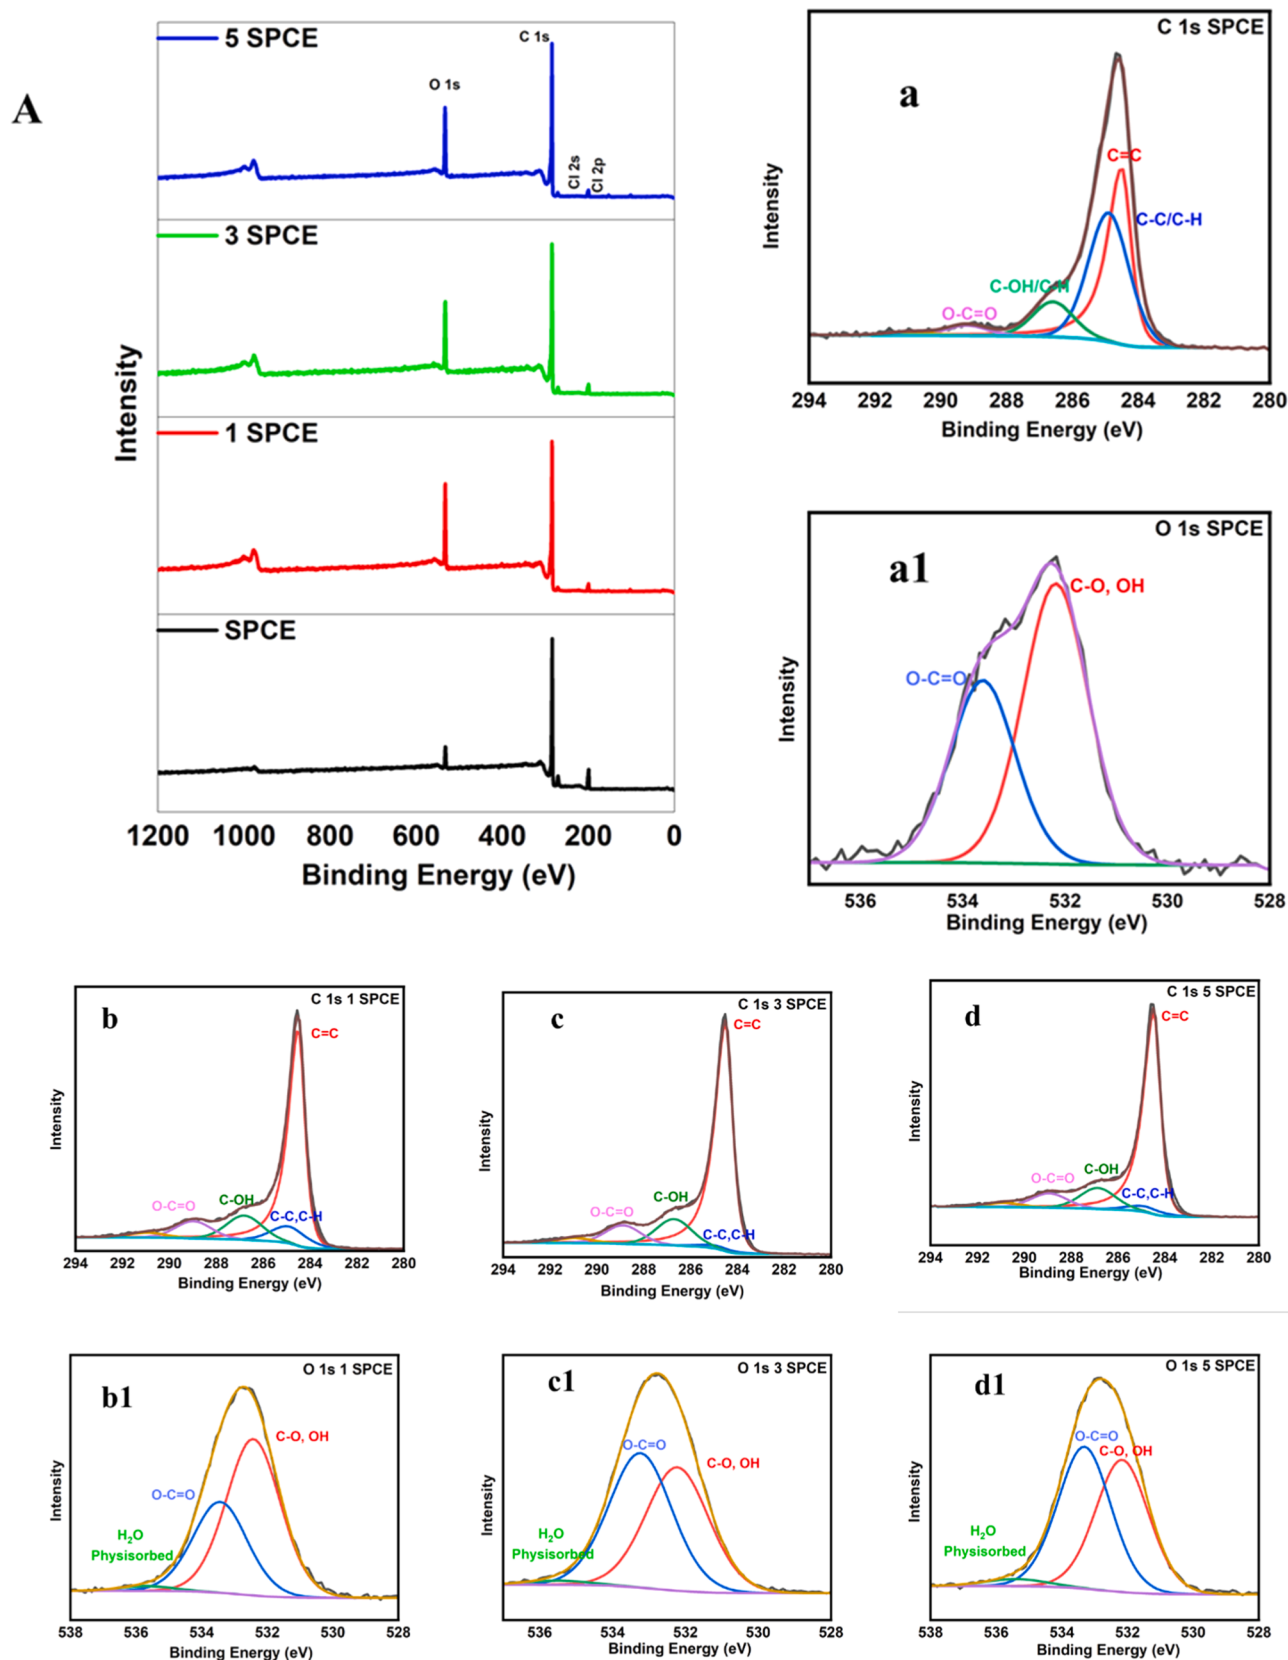 A
5 SPCE
O 1s
C 1s
Cl 2s
Cl 2p
3 SPCE
1 SPCE
SPCE
Intensity
1200 1000 800 600 400 200 0
Binding Energy (eV)
a
C 1s SPCE
C=C
C-C/C-H
C-OH/C-H
O-C=O
Intensity
294 292 290 288 286 284 282 280
Binding Energy (eV)
a1
O 1s SPCE
C-O, OH
O-C=O
Intensity
536 534 532 530 528
Binding Energy (eV)
b
C 1s 1 SPCE
C=C
O-C=O
C-OH
C-C,C-H
Intensity
294 292 290 288 286 284 282 280
Binding Energy (eV)
c
C 1s 3 SPCE
C=C
O-C=O
C-OH
C-C,C-H
Intensity
294 292 290 288 286 284 282 280
Binding Energy (eV)
d
C 1s 5 SPCE
C=C
O-C=O
C-OH
C-C,C-H
Intensity
294 292 290 288 286 284 282 280
Binding Energy (eV)
b1
O 1s 1 SPCE
C-O, OH
O-C=O
H2O
Physisorbed
Intensity
538 536 534 532 530 528
Binding Energy (eV)
c1
O 1s 3 SPCE
O-C=O
C-O, OH
H2O
Physisorbed
Intensity
536 534 532 530 528
Binding Energy (eV)
d1
O 1s 5 SPCE
O-C=O
C-O, OH
H2O
Physisorbed
Intensity
538 536 534 532 530 528
Binding Energy (eV)